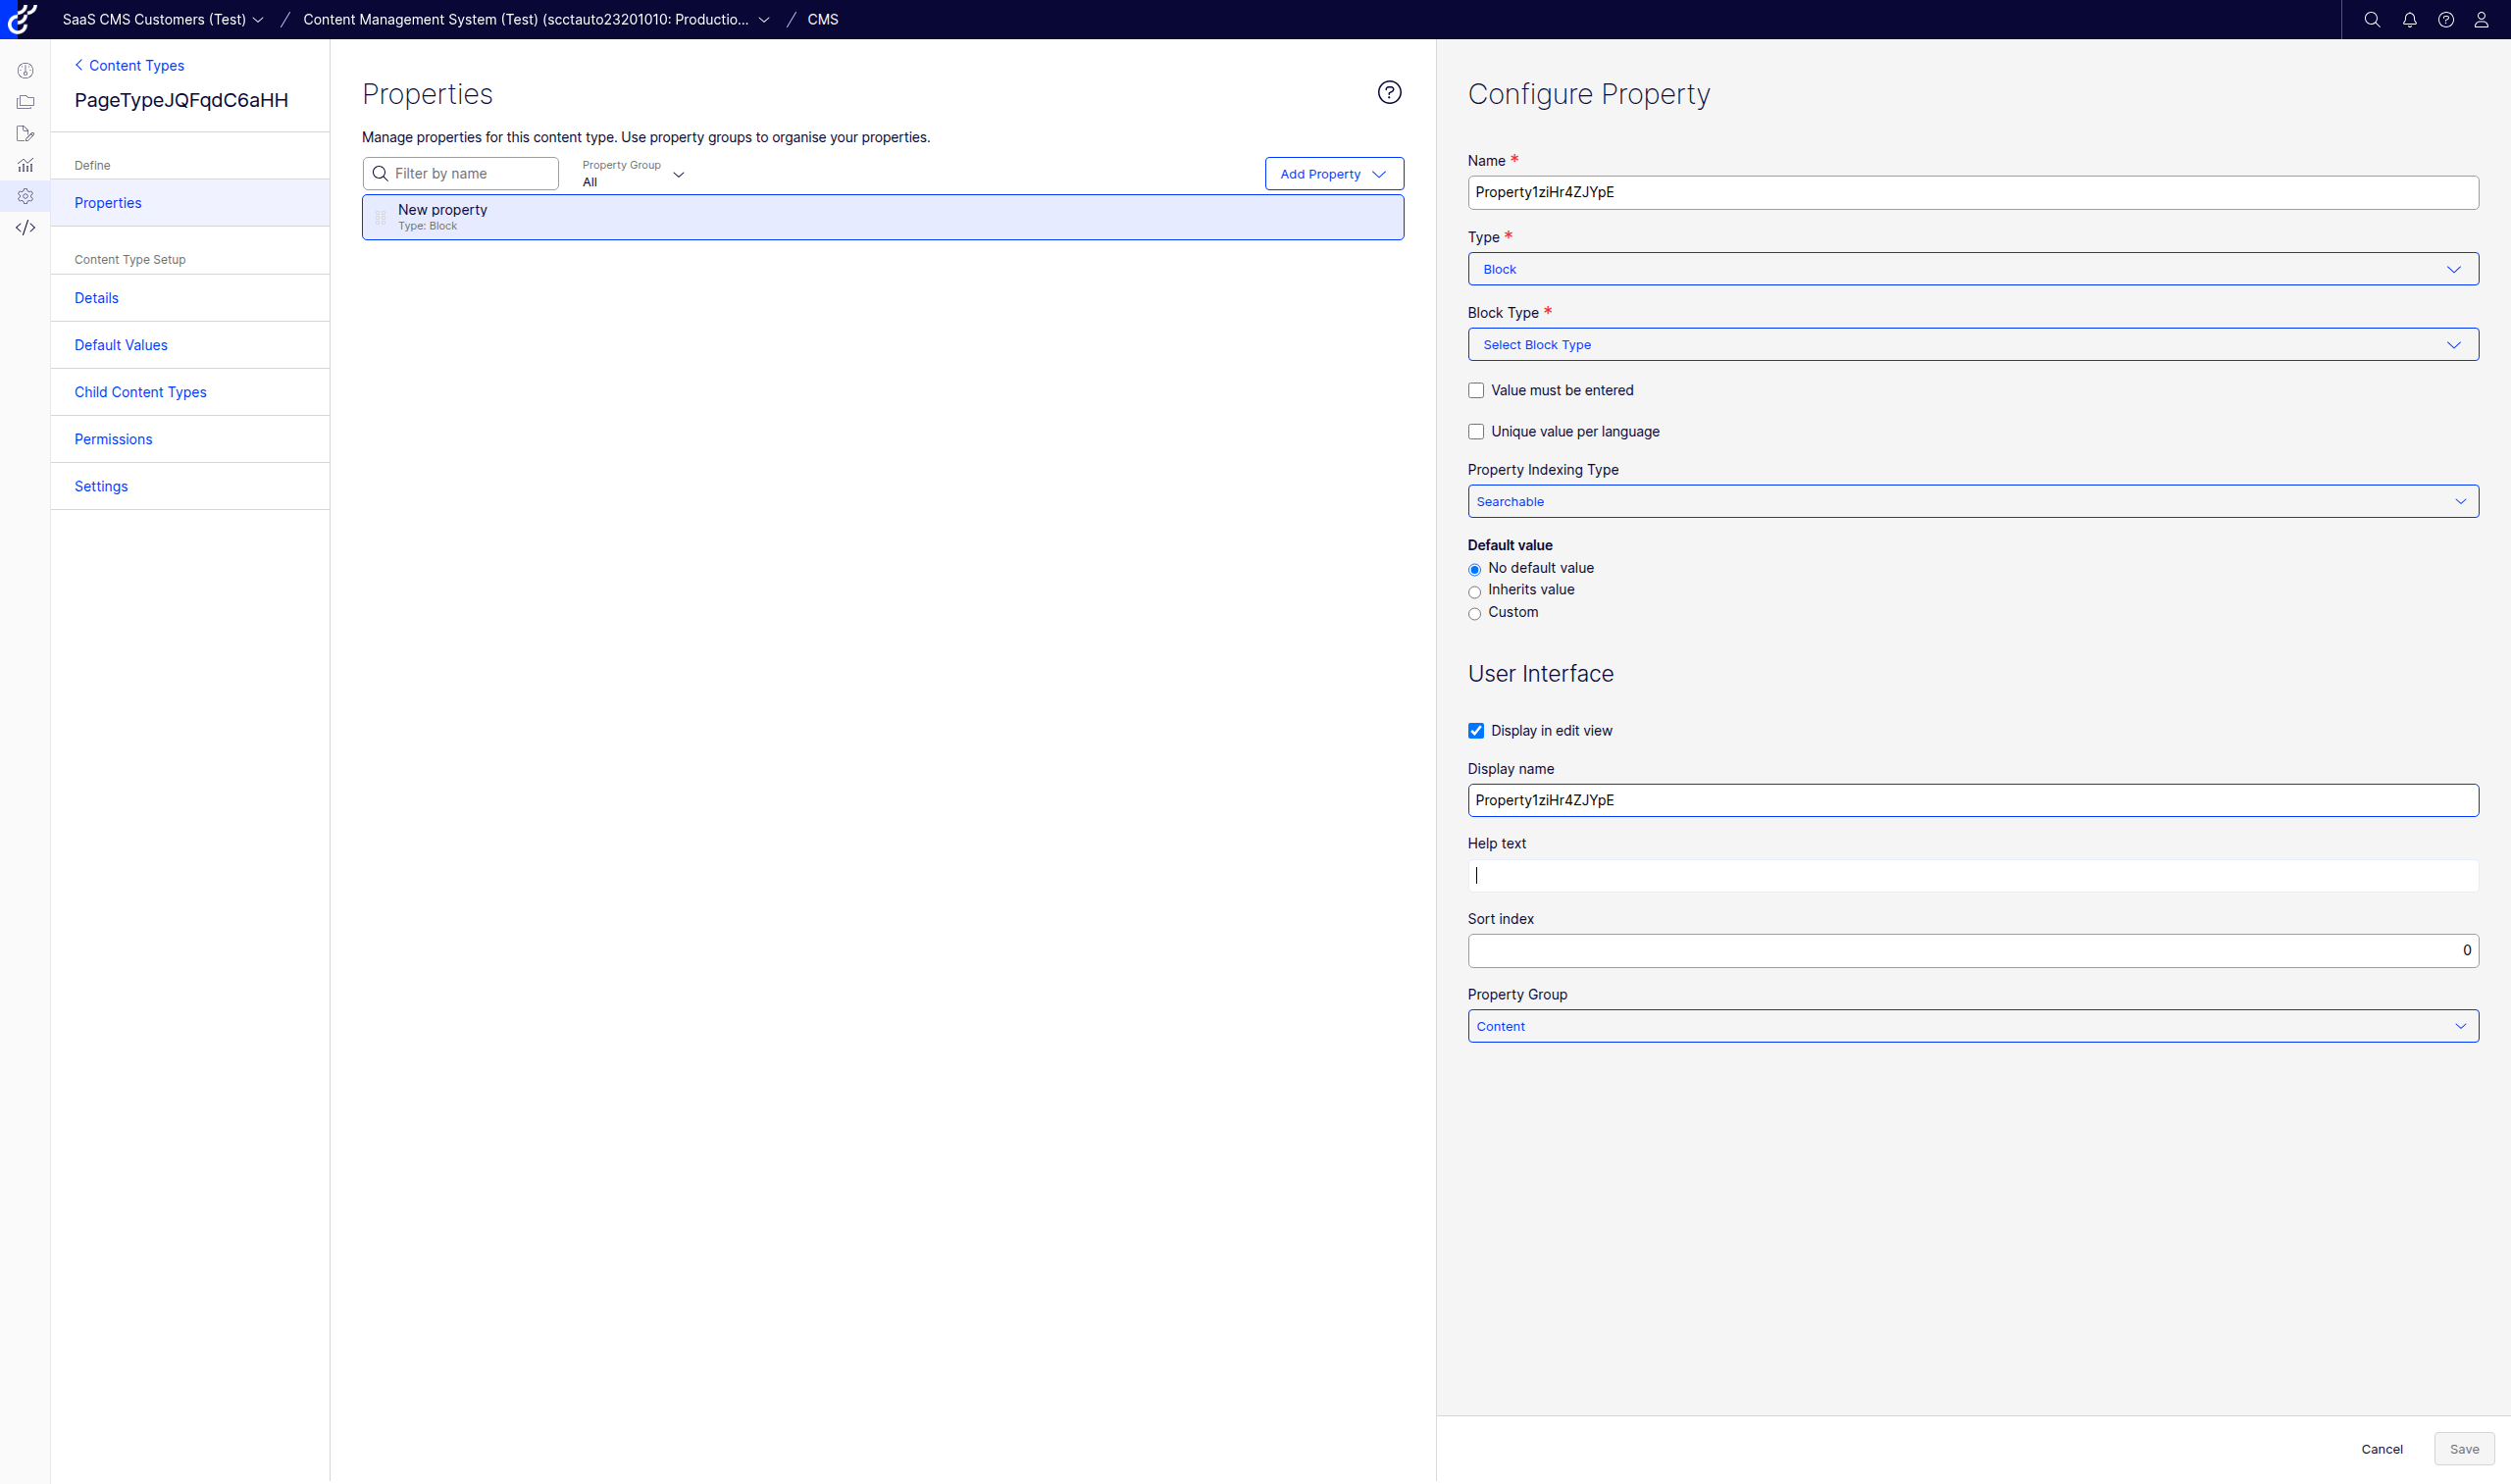 SaaS CMS Customers (Test) / Content Management System (Test) (scctauto23201010: Productio... / CMS
Content Types
PageTypeJQFqdC6aHH
Define
Properties
Content Type Setup
Details
Default Values
Child Content Types
Permissions
Settings
Properties
Manage properties for this content type. Use property groups to organise your properties.
Filter by name
Property Group
All
Add Property
New property
Type: Block
Configure Property
Name *
Property1ziHr4ZJYpE
Type *
Block
Block Type *
Select Block Type
Value must be entered
Unique value per language
Property Indexing Type
Searchable
Default value
No default value
Inherits value
Custom
User Interface
Display in edit view
Display name
Property1ziHr4ZJYpE
Help text
Sort index
0
Property Group
Content
Cancel
Save